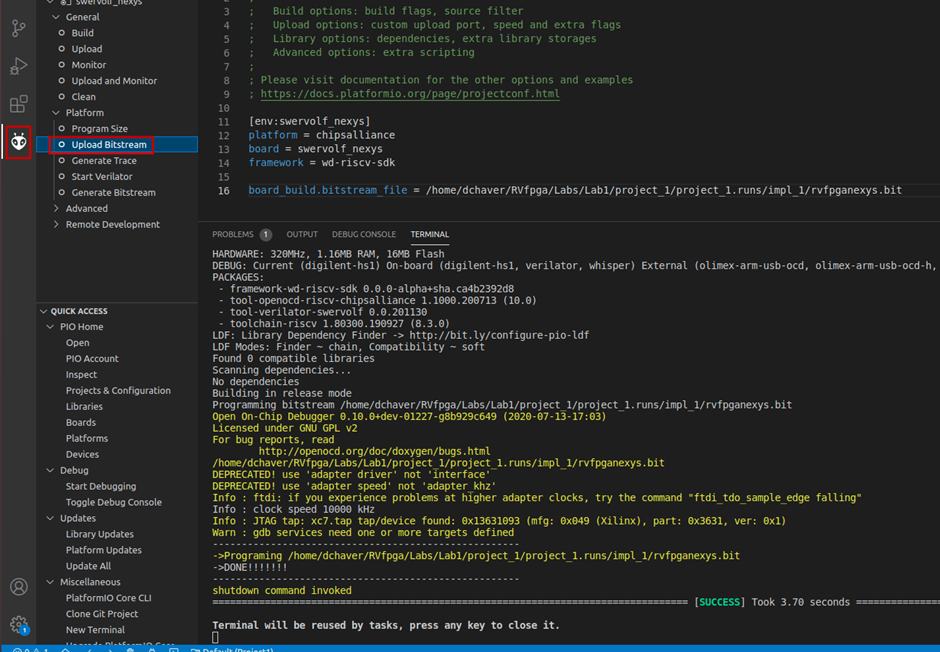 swervolf_nexys
General
Build
Upload
Monitor
Upload and Monitor
Clean
Platform
Program Size
Upload Bitstream
Generate Trace
Start Verilator
Generate Bitstream
Advanced
Remote Development
QUICK ACCESS
PIO Home
Open
PIO Account
Inspect
Projects & Configuration
Libraries
Boards
Platforms
Devices
Debug
Start Debugging
Toggle Debug Console
Updates
Library Updates
Platform Updates
Update All
Miscellaneous
PlatformIO Core CLI
Clone Git Project
New Terminal
1
3 ;   Build options: build flags, source filter
4 ;   Upload options: custom upload port, speed and extra flags
5 ;   Library options: dependencies, extra library storages
6 ;   Advanced options: extra scripting
7 ;
8 ; Please visit documentation for the other options and examples
9 ; https://docs.platformio.org/page/projectconf.html
10
11 [env:swervolf_nexys]
12 platform = chipsalliance
13 board = swervolf_nexys
14 framework = wd-riscv-sdk
15
16 board_build.bitstream_file = /home/dchaver/RVfpga/Labs/Lab1/project_1/project_1.runs/impl_1/rvfpganexys.bit
PROBLEMS 1 OUTPUT DEBUG CONSOLE TERMINAL
HARDWARE: 320MHz, 1.16MB RAM, 16MB Flash
DEBUG: Current (digilent-hs1) On-board (digilent-hs1, verilator, whisper) External (olimex-arm-usb-ocd, olimex-arm-usb-ocd-h,
PACKAGES:
- framework-wd-riscv-sdk 0.0.0-alpha+sha.ca4b2392d8
- tool-openocd-riscv-chipsalliance 1.1000.200713 (10.0)
- tool-verilator-swervolf 0.0.201130
- toolchain-riscv 1.80300.190927 (8.3.0)
LDF: Library Dependency Finder -> http://bit.ly/configure-pio-ldf
LDF Modes: Finder ~ chain, Compatibility ~ soft
Found 0 compatible libraries
Scanning dependencies...
No dependencies
Building in release mode
Programming bitstream /home/dchaver/RVfpga/Labs/Lab1/project_1/project_1.runs/impl_1/rvfpganexys.bit
Open On-Chip Debugger 0.10.0+dev-01227-g8b929c649 (2020-07-13-17:03)
Licensed under GNU GPL v2
For bug reports, read
http://openocd.org/doc/doxygen/bugs.html
/home/dchaver/RVfpga/Labs/Lab1/project_1/project_1.runs/impl_1/rvfpganexys.bit
DEPRECATED! use 'adapter driver' not 'interface'
DEPRECATED! use 'adapter speed' not 'adapter_khz'
Info : ftdi: if you experience problems at higher adapter clocks, try the command "ftdi_tdo_sample_edge falling"
Info : clock speed 10000 kHz
Info : JTAG tap: xc7.tap tap/device found: 0x13631093 (mfg: 0x049 (Xilinx), part: 0x3631, ver: 0x1)
Warn : gdb services need one or more targets defined
----------------------------------------------------
->Programing /home/dchaver/RVfpga/Labs/Lab1/project_1/project_1.runs/impl_1/rvfpganexys.bit
->DONE!!!!!!!
----------------------------------------------------
shutdown command invoked
[SUCCESS] Took 3.70 seconds
Terminal will be reused by tasks, press any key to close it.
Default (Project1)